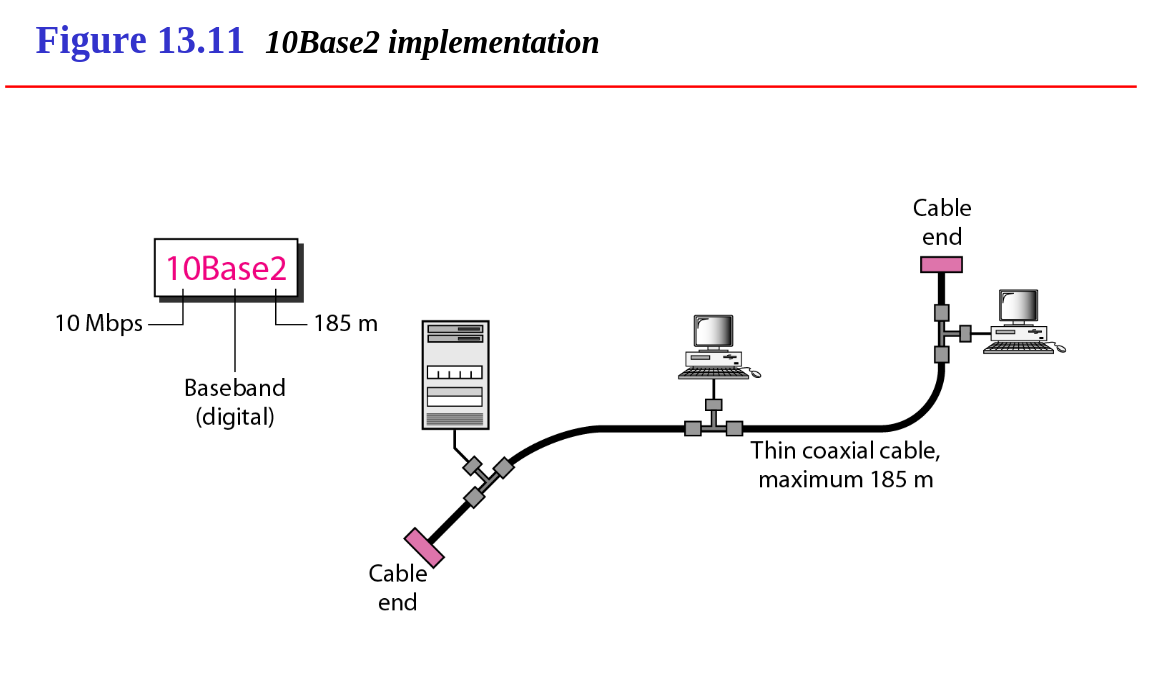 Figure 13.11 10Base2 implementation
Cable
end
10Base2
10 Mbps
185 m
Baseband
(digital)
Thin coaxial cable,
maximum 185 m
Cable
end